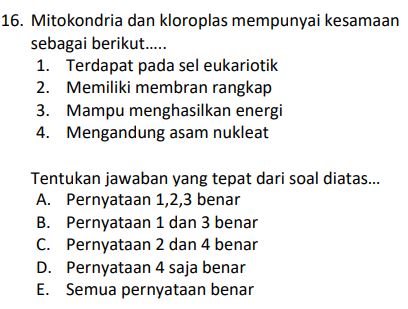 16. Mitokondria dan kloroplas mempunyai kesamaan
sebagai berikut.....
1. Terdapat pada sel eukariotik
2. Memiliki membran rangkap
3. Mampu menghasilkan energi
4. Mengandung asam nukleat
Tentukan jawaban yang tepat dari soal diatas...
A. Pernyataan 1,2,3 benar
B. Pernyataan 1 dan 3 benar
C. Pernyataan 2 dan 4 benar
D. Pernyataan 4 saja benar
E. Semua pernyataan benar